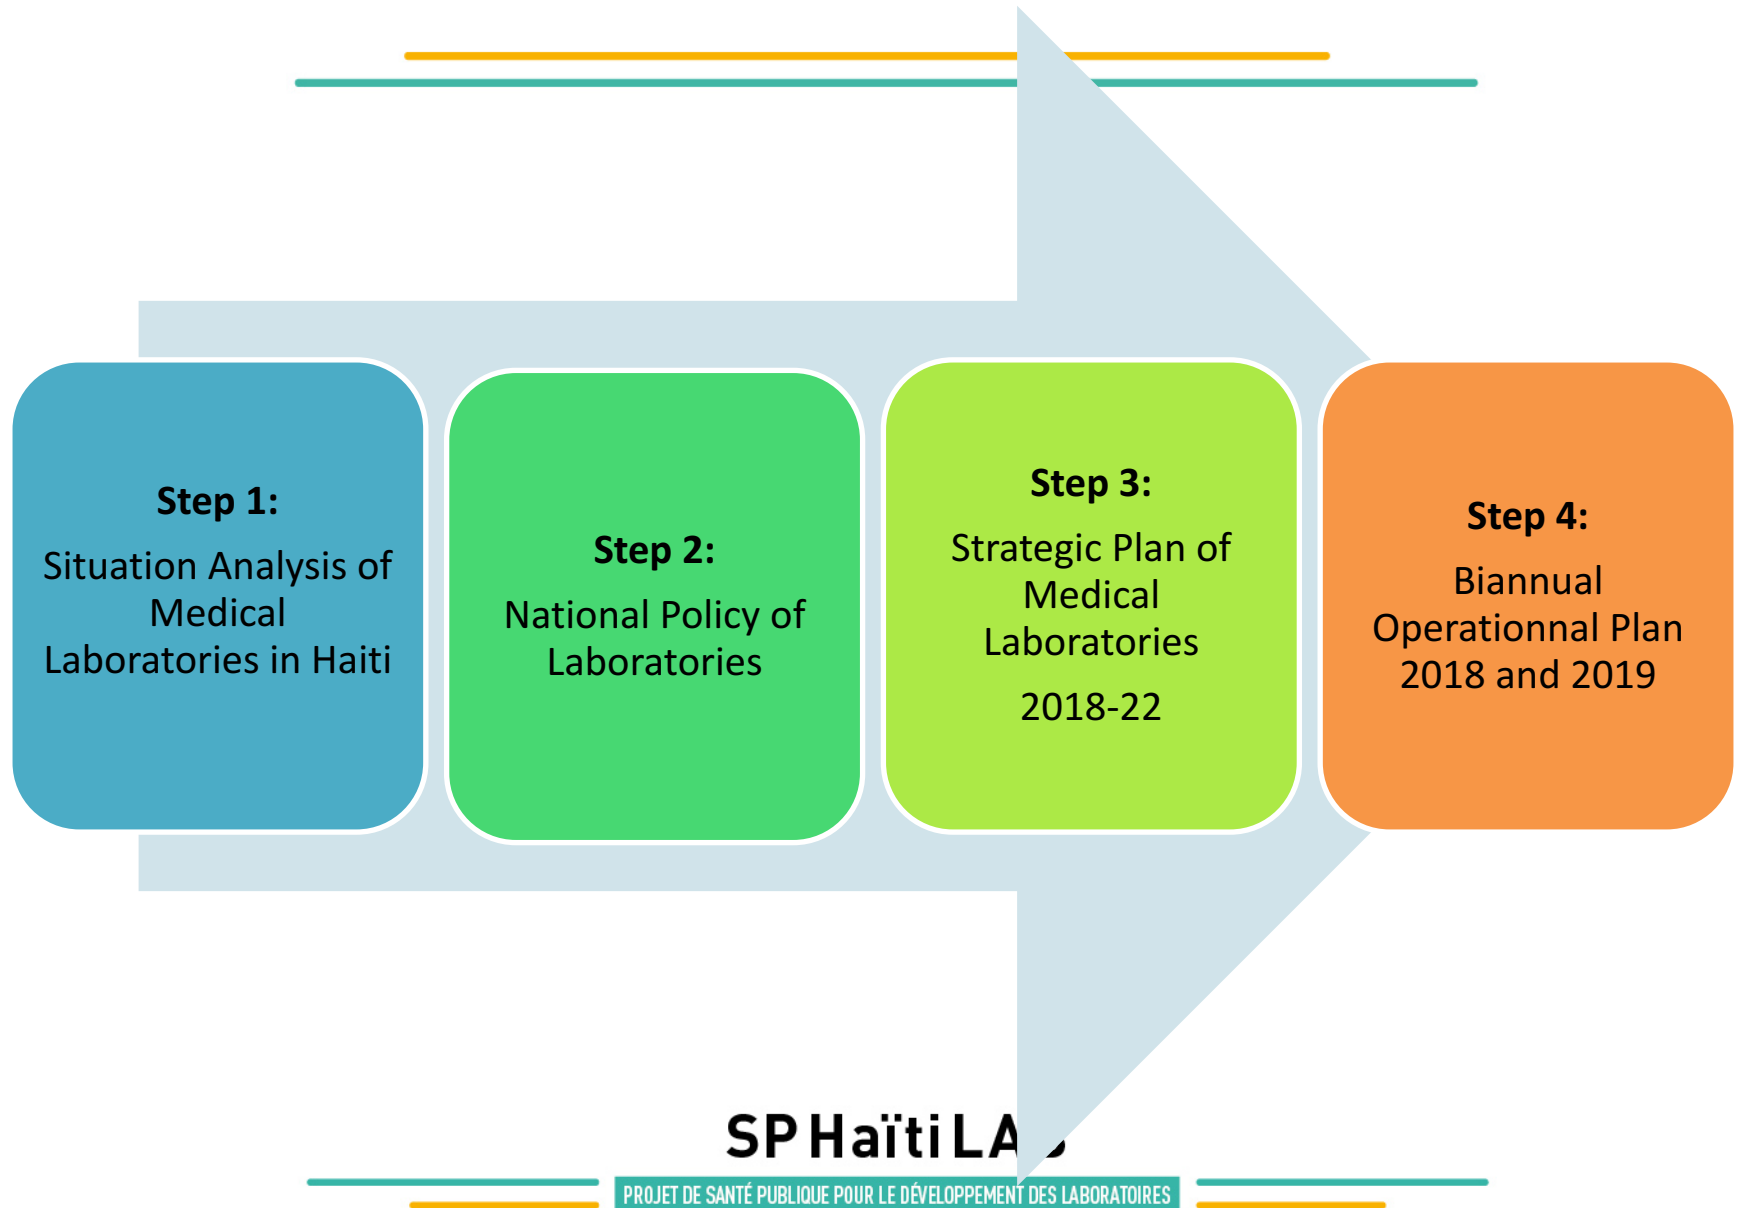 Step 1:
Situation Analysis of
Medical
Laboratories in Haiti
Step 2:
National Policy of
Laboratories
Step 3:
Strategic Plan of
Medical
Laboratories
2018-22
Step 4:
Biannual
Operationnal Plan
2018 and 2019
SP Haïti LAB
PROJET DE SANTÉ PUBLIQUE POUR LE DÉVELOPPEMENT DES LABORATOIRES